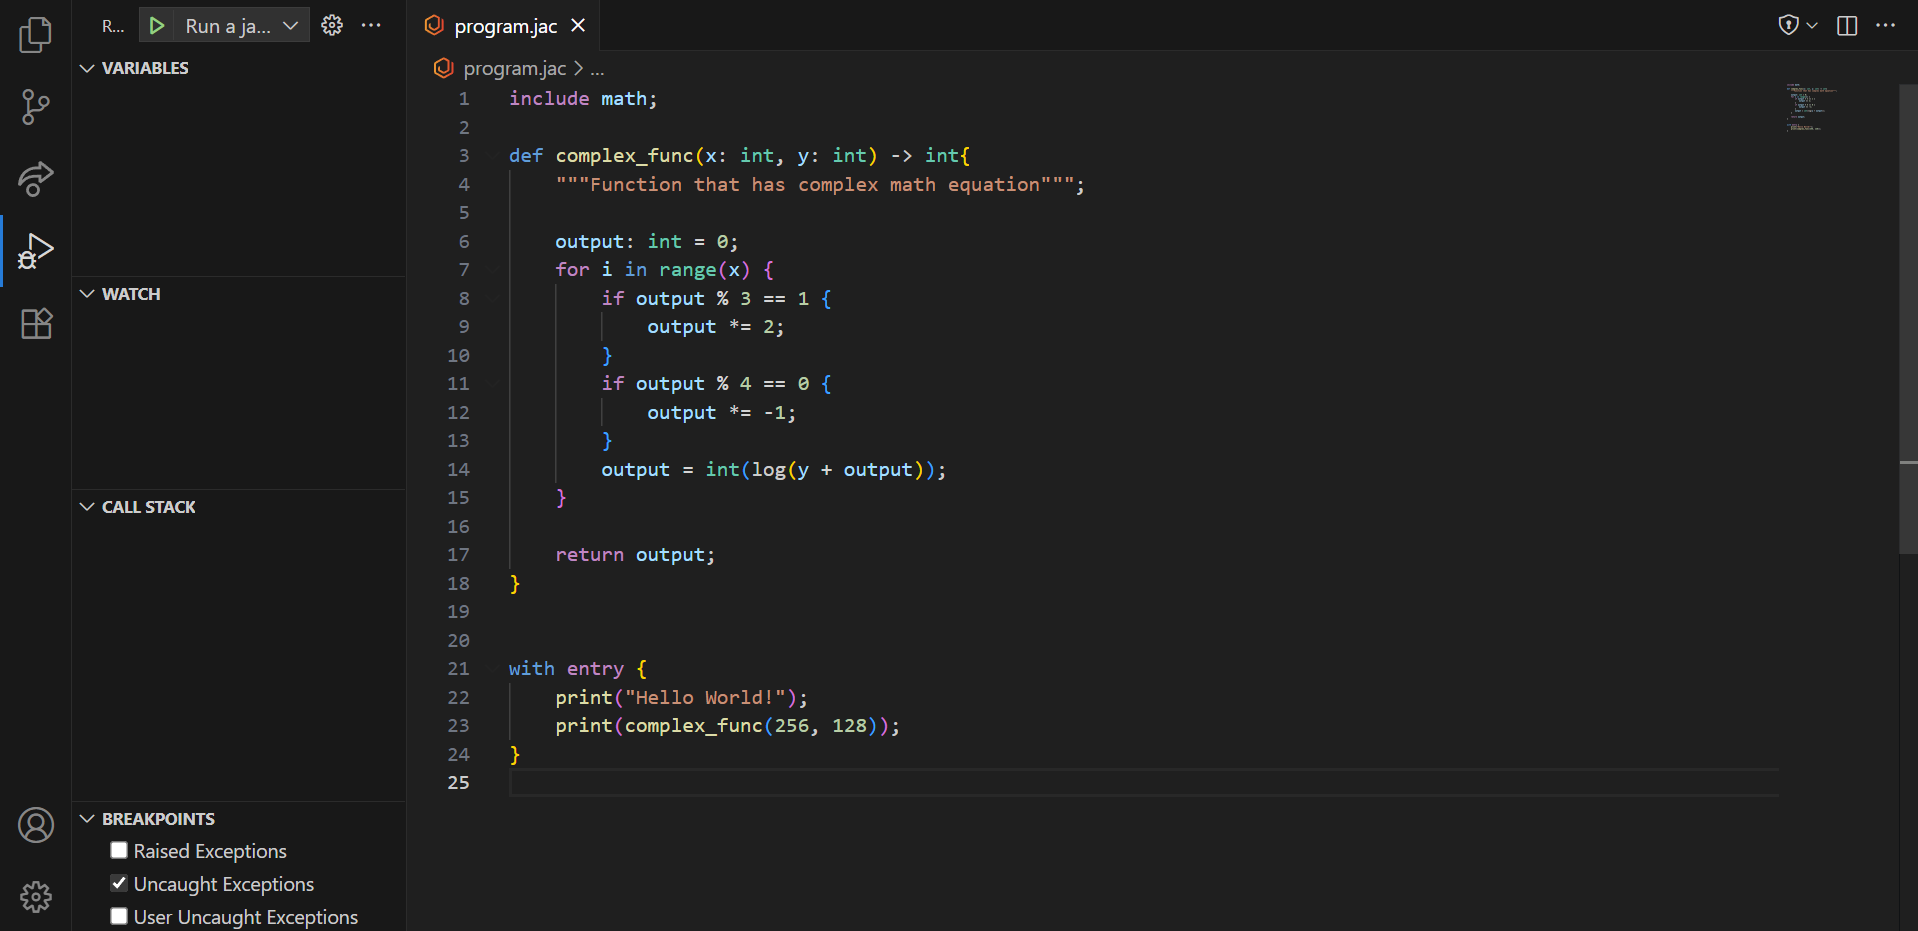 R... Run a ja...
VARIABLES
WATCH
CALL STACK
BREAKPOINTS
Raised Exceptions
Uncaught Exceptions
User Uncaught Exceptions
program.jac
program.jac > ...
1 include math;
2
3 def complex_func(x: int, y: int) -> int{
4     """Function that has complex math equation""";
5
6     output: int = 0;
7     for i in range(x) {
8         if output % 3 == 1 {
9             output *= 2;
10         }
11         if output % 4 == 0 {
12             output *= -1;
13         }
14         output = int(log(y + output));
15     }
16
17     return output;
18 }
19
20
21 with entry {
22     print("Hello World!");
23     print(complex_func(256, 128));
24 }
25